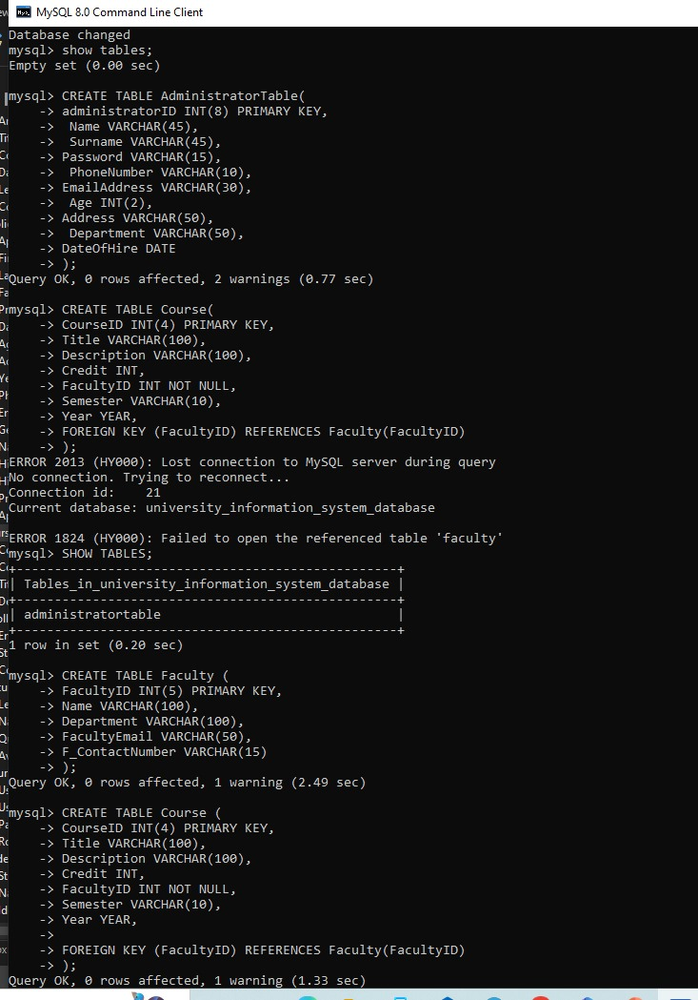 MySQL 8.0 Command Line Client
Database changed
mysql> show tables;
Empty set (0.00 sec)
mysql> CREATE TABLE AdministratorTable(
    -> administratorID INT(8) PRIMARY KEY,
    ->  Name VARCHAR(45),
    ->  Surname VARCHAR(45),
    -> Password VARCHAR(15),
    ->  PhoneNumber VARCHAR(10),
    -> EmailAddress VARCHAR(30),
    ->  Age INT(2),
    -> Address VARCHAR(50),
    ->  Department VARCHAR(50),
    -> DateOfHire DATE
    -> );
Query OK, 0 rows affected, 2 warnings (0.77 sec)
mysql> CREATE TABLE Course(
    -> CourseID INT(4) PRIMARY KEY,
    -> Title VARCHAR(100),
    -> Description VARCHAR(100),
    -> Credit INT,
    -> FacultyID INT NOT NULL,
    -> Semester VARCHAR(10),
    -> Year YEAR,
    -> FOREIGN KEY (FacultyID) REFERENCES Faculty(FacultyID)
    -> );
ERROR 2013 (HY000): Lost connection to MySQL server during query
No connection. Trying to reconnect...
Connection id:    21
Current database: university_information_system_database
ERROR 1824 (HY000): Failed to open the referenced table 'faculty'
mysql> SHOW TABLES;
+--------------------------------------------------+
| Tables_in_university_information_system_database |
+--------------------------------------------------+
| administratortable                               |
+--------------------------------------------------+
1 row in set (0.20 sec)
mysql> CREATE TABLE Faculty (
    -> FacultyID INT(5) PRIMARY KEY,
    -> Name VARCHAR(100),
    -> Department VARCHAR(100),
    -> FacultyEmail VARCHAR(50),
    -> F_ContactNumber VARCHAR(15)
    -> );
Query OK, 0 rows affected, 1 warning (2.49 sec)
mysql> CREATE TABLE Course (
    -> CourseID INT(4) PRIMARY KEY,
    -> Title VARCHAR(100),
    -> Description VARCHAR(100),
    -> Credit INT,
    -> FacultyID INT NOT NULL,
    -> Semester VARCHAR(10),
    -> Year YEAR,
    ->
    -> FOREIGN KEY (FacultyID) REFERENCES Faculty(FacultyID)
    -> );
Query OK, 0 rows affected, 1 warning (1.33 sec)